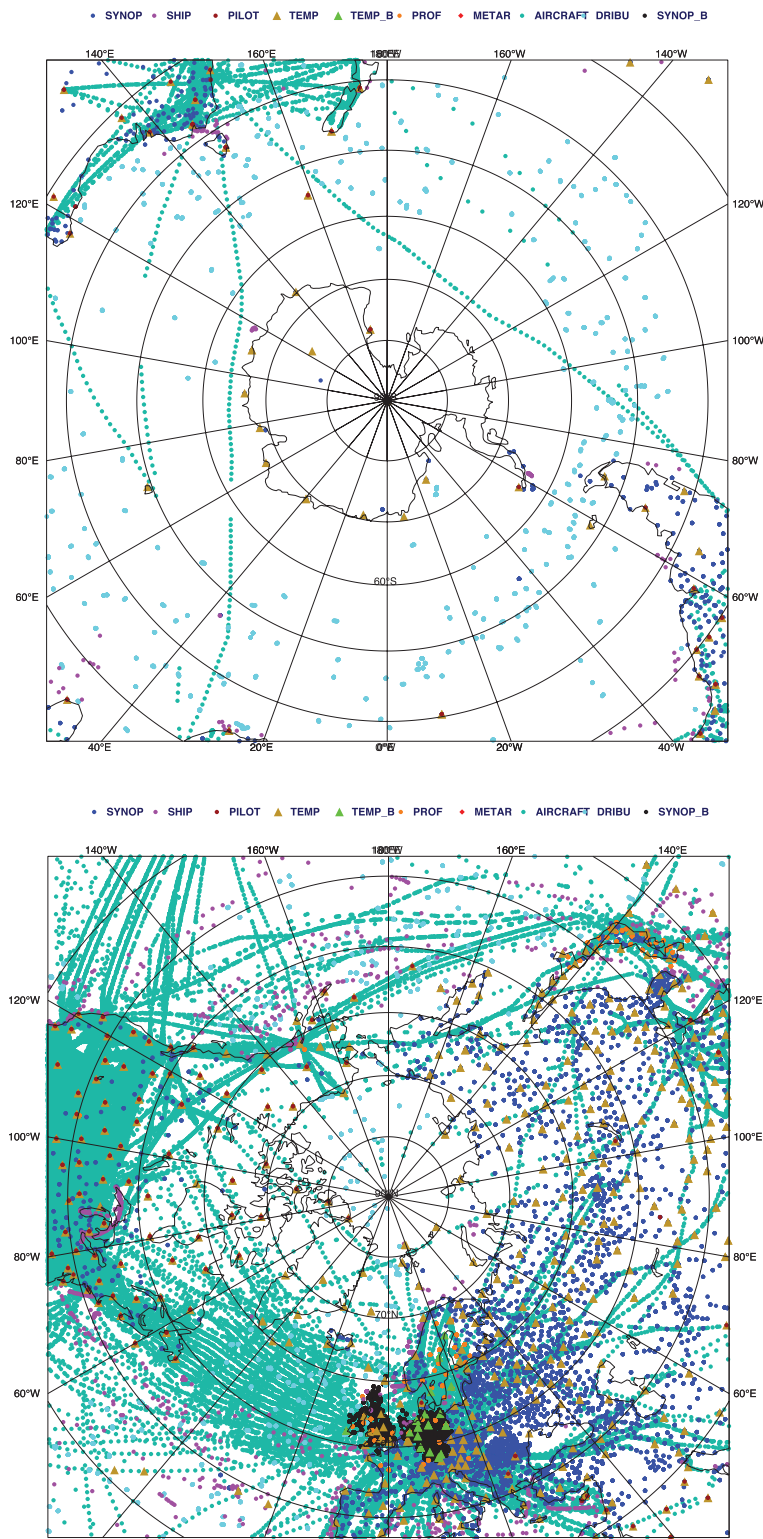 SYNOP SHIP PILOT TEMP TEMP_B PROF METAR AIRCRAFT DRIBU SYNOP_B
140°E 160°E 160°W 140°W
120°E 120°W
100°E 100°W
80°E 80°W
60°S
60°E 60°W
40°E 20°E 20°W 40°W
SYNOP SHIP PILOT TEMP TEMP_B PROF METAR AIRCRAFT DRIBU SYNOP_B
140°W 160°W 160°E 140°E
120°W 120°E
100°W 100°E
80°W 80°E
70°N
60°W 60°E